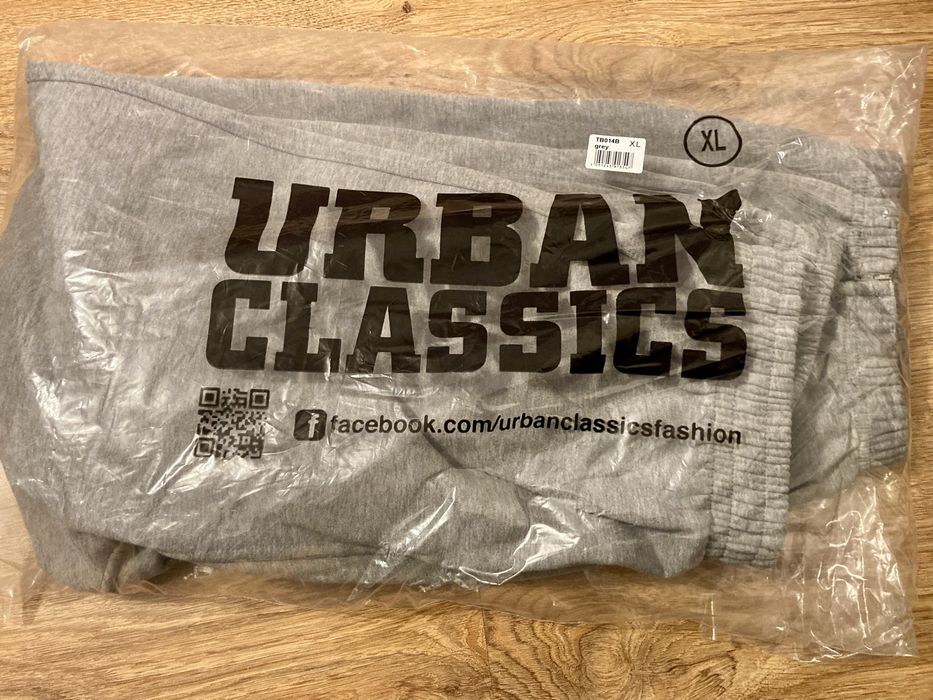 TB014B XL
grey
XL
URBAN
CLASSICS
f facebook.com/urbanclassicsfashion